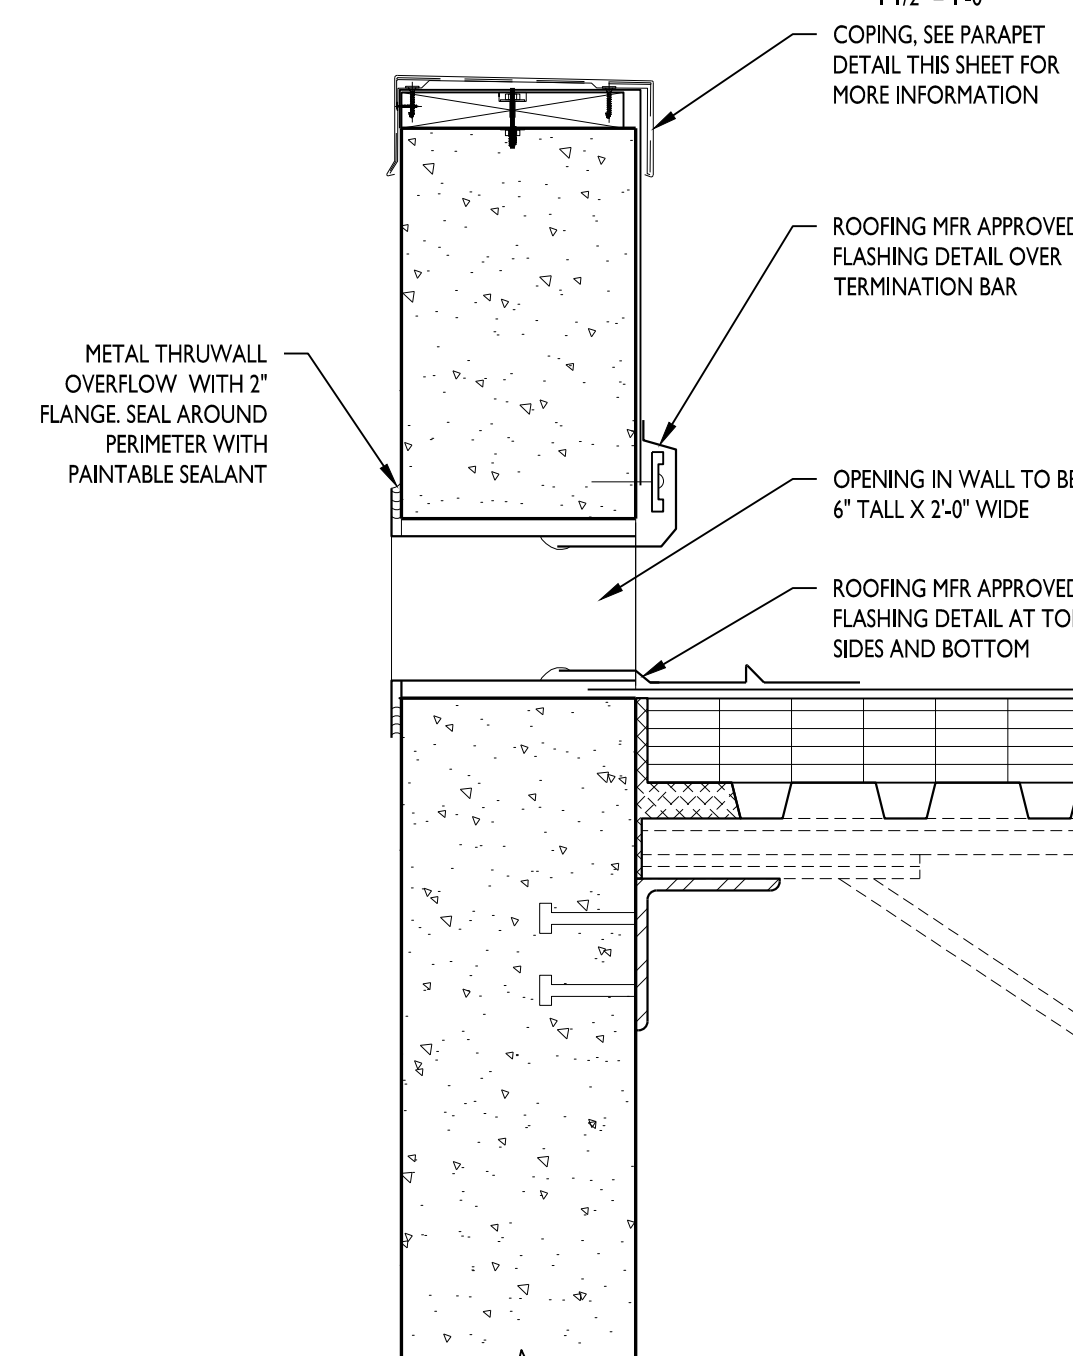 COPING, SEE PARAPET
DETAIL THIS SHEET FOR
MORE INFORMATION
ROOFING MFR APPROVED
FLASHING DETAIL OVER
TERMINATION BAR
METAL THRUWALL
OVERFLOW WITH 2"
FLANGE. SEAL AROUND
PERIMETER WITH
PAINTABLE SEALANT
OPENING IN WALL TO BE
6" TALL X 2'-0" WIDE
ROOFING MFR APPROVED
FLASHING DETAIL AT TO
SIDES AND BOTTOM